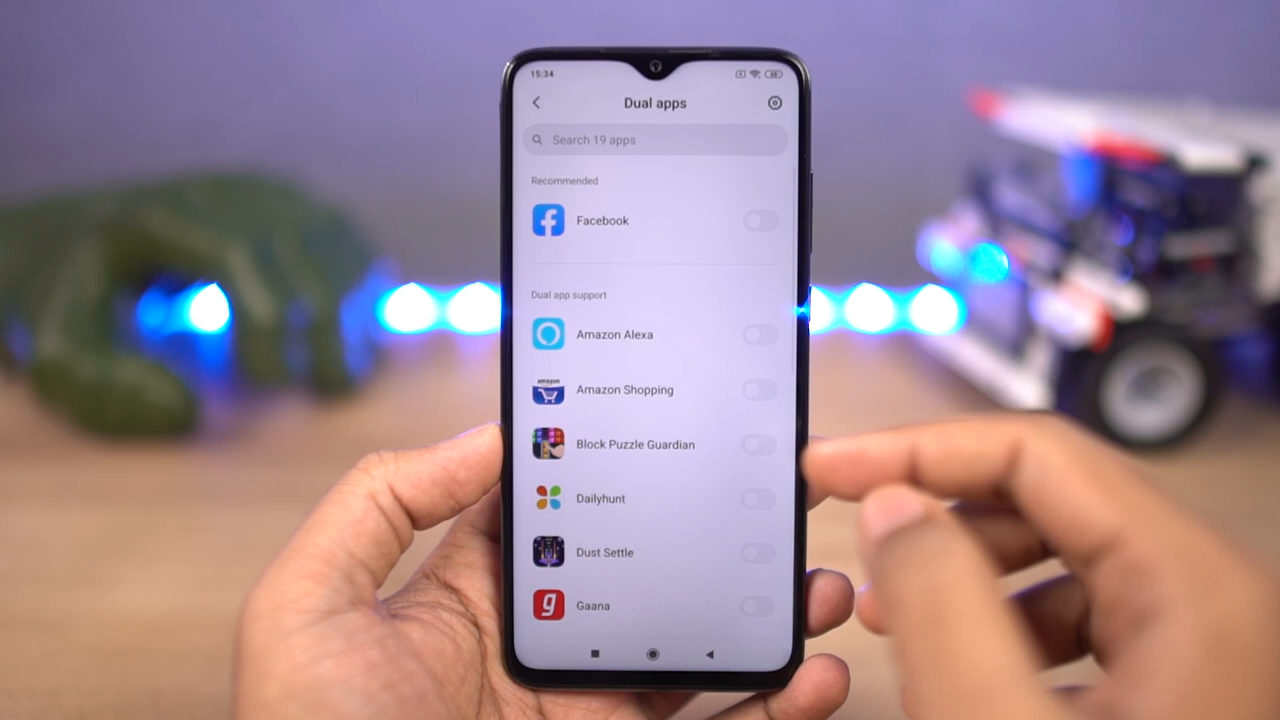 15:34
48
Dual apps
Search 19 apps
Recommended
Facebook
Dual app support
Amazon Alexa
amazon
Amazon Shopping
Block Puzzle Guardian
Dailyhunt
Dust Settle
g
Gaana